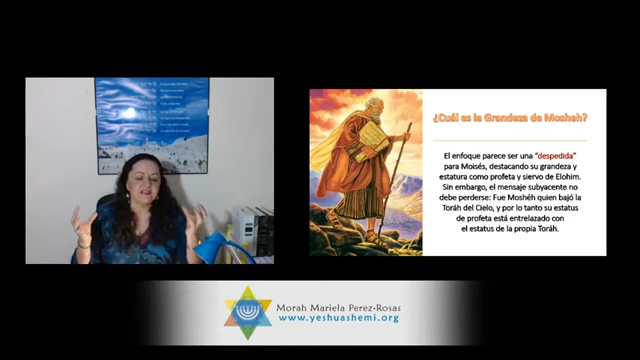 ¿Cuál es la Grandeza de Mosheh?
El enfoque parece ser una "despedida"
para Moisés, destacando su grandeza y
estatura como profeta y siervo de Elohim.
Sin embargo, el mensaje subyacente no
debe perderse: Fue Moshéh quien bajó la
Toráh del Cielo, y por lo tanto su estatus
de profeta está entrelazado con
el estatus de la propia Toráh.
Morah Mariela Perez-Rosas
www.yeshuashemi.org